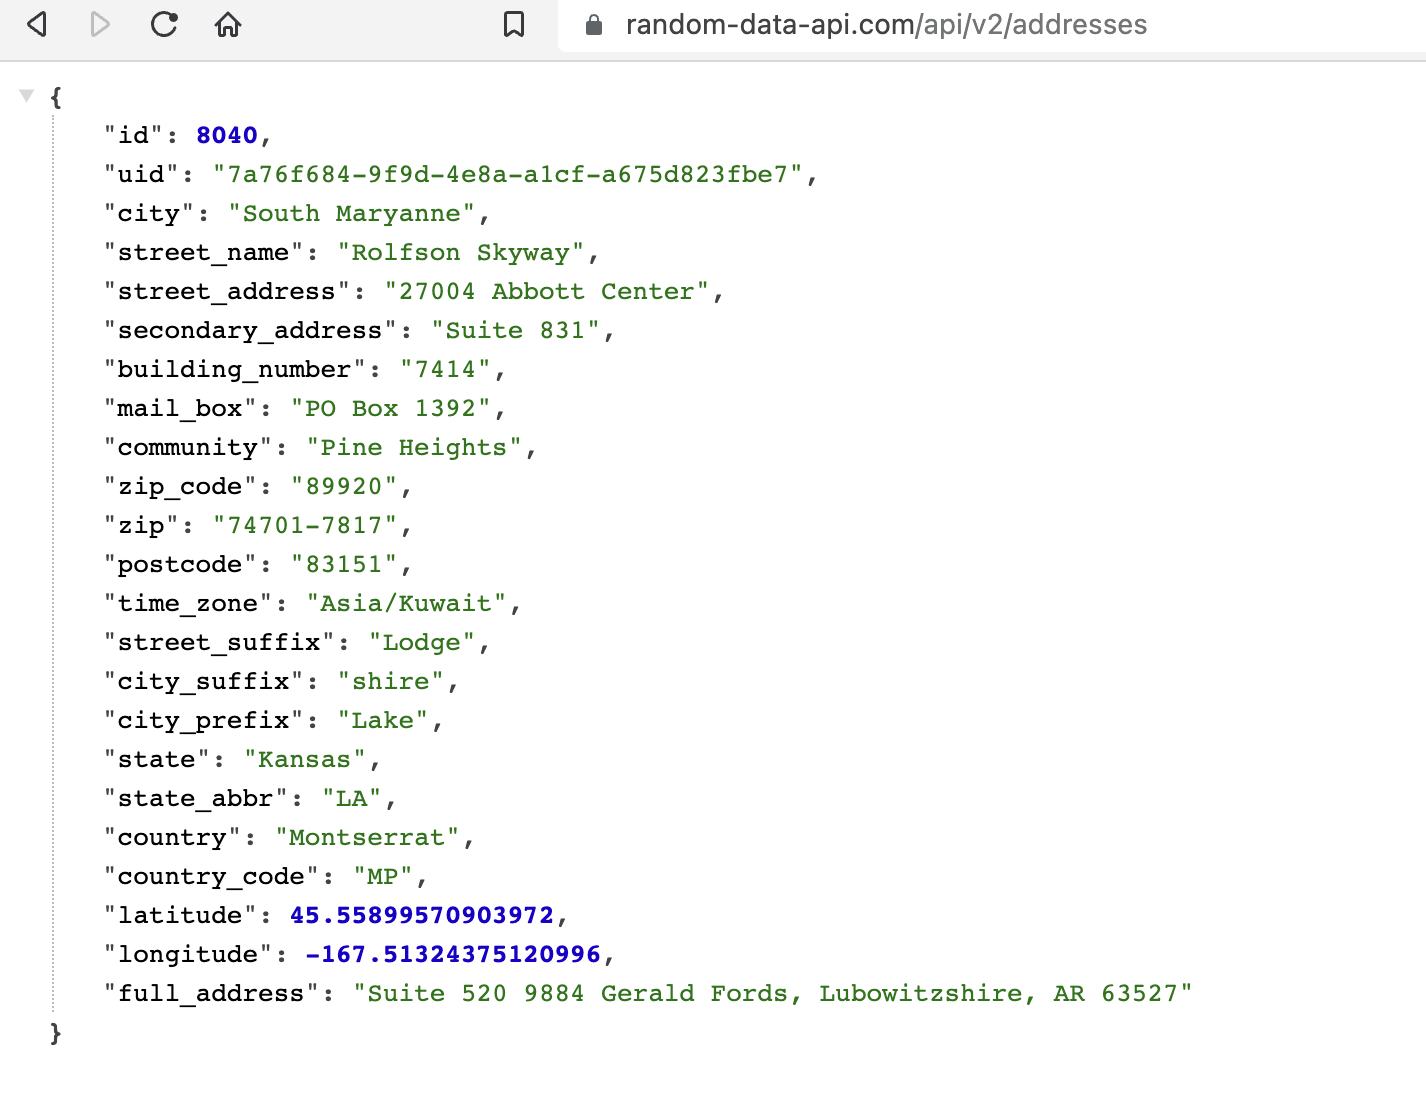 random-data-api.com/api/v2/addresses
{
"id": 8040,
"uid": "7a76f684-9f9d-4e8a-a1cf-a675d823fbe7",
"city": "South Maryanne",
"street_name": "Rolfson Skyway",
"street_address": "27004 Abbott Center",
"secondary_address": "Suite 831",
"building_number": "7414",
"mail_box": "PO Box 1392",
"community": "Pine Heights",
"zip_code": "89920",
"zip": "74701-7817",
"postcode": "83151",
"time_zone": "Asia/Kuwait",
"street_suffix": "Lodge",
"city_suffix": "shire",
"city_prefix": "Lake",
"state": "Kansas",
"state_abbr": "LA",
"country": "Montserrat",
"country_code": "MP",
"latitude": 45.55899570903972,
"longitude": -167.51324375120996,
"full_address": "Suite 520 9884 Gerald Fords, Lubowitzshire, AR 63527"
}